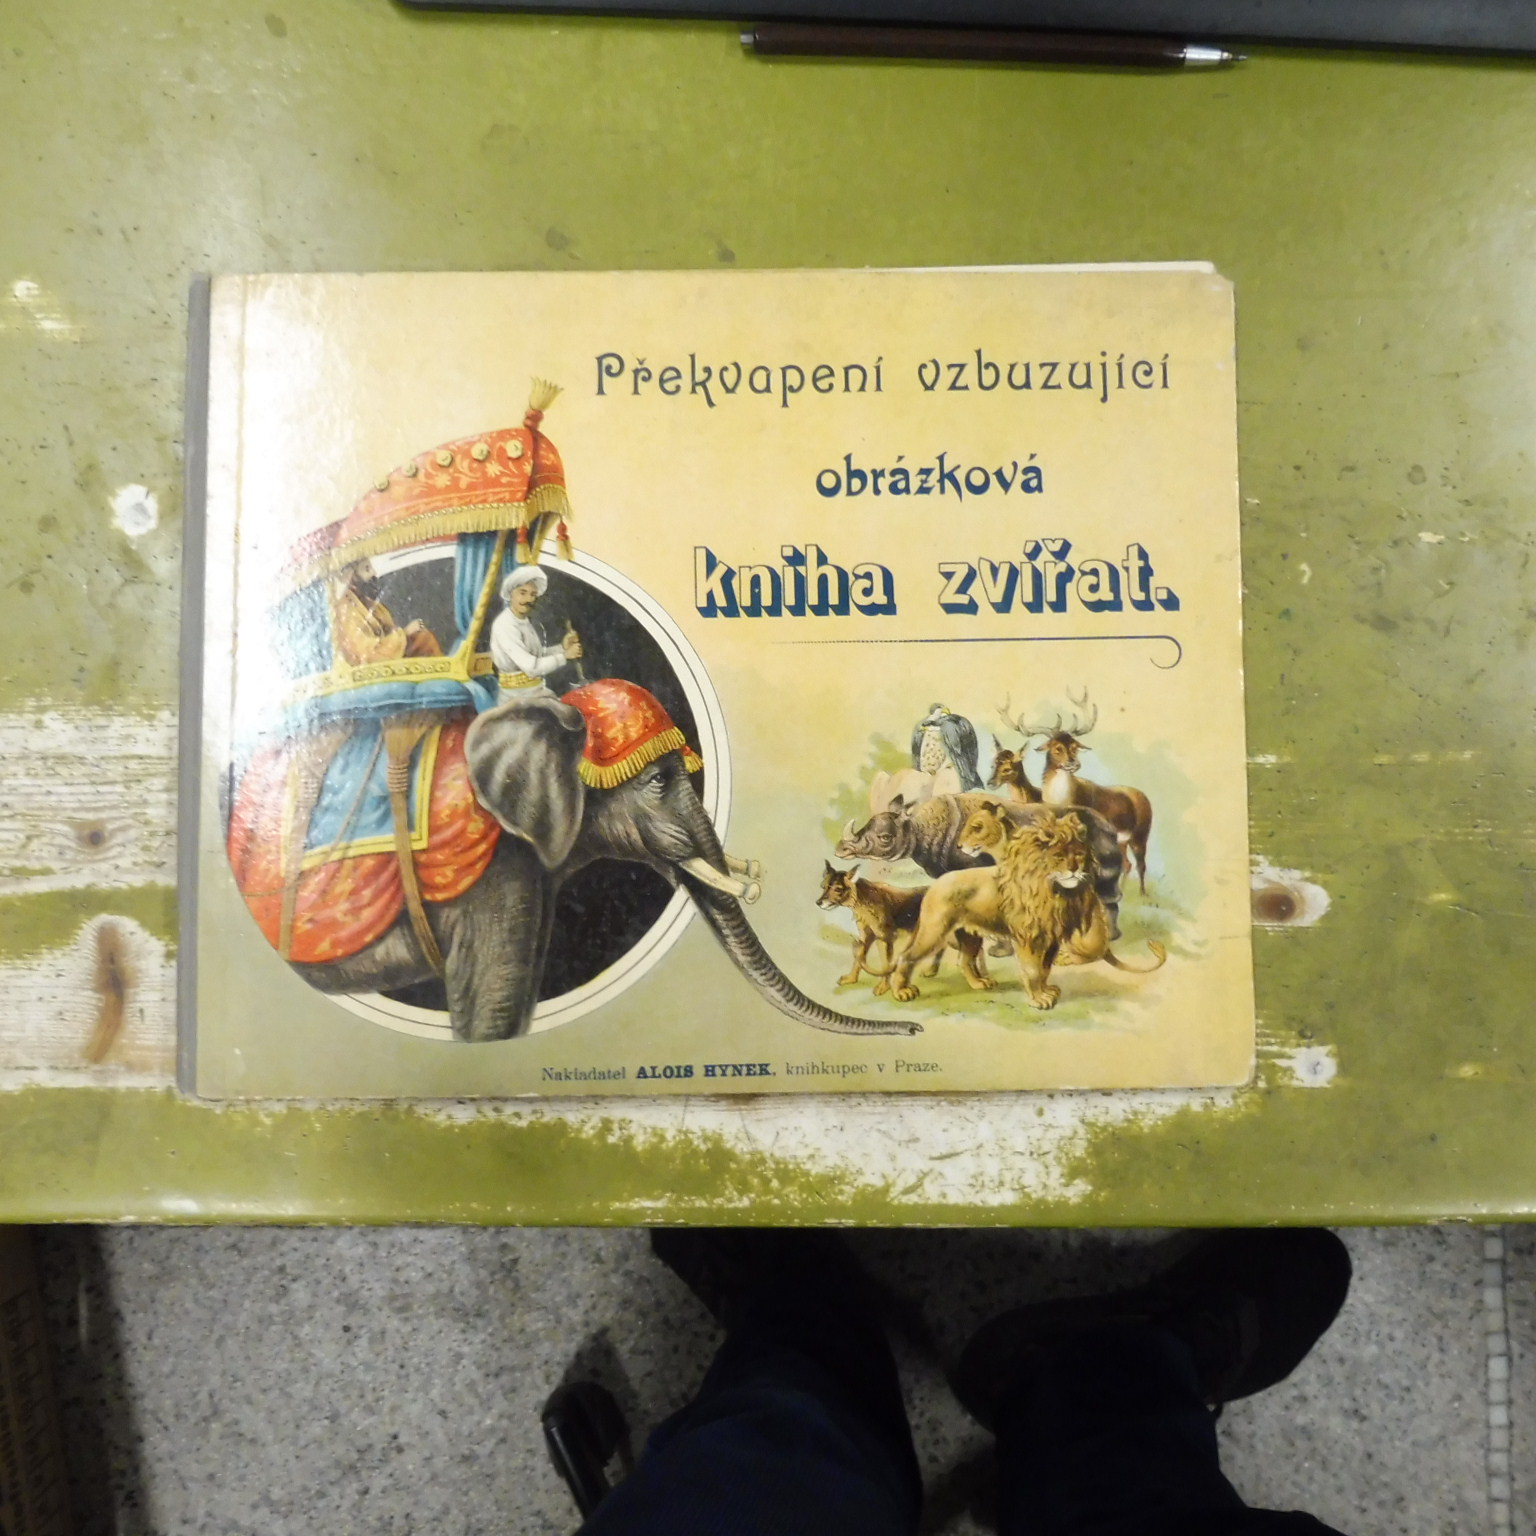 Překvapení vzbuzující
obrázková
kniha zvířat.
Nakladatel ALOIS HYNEK, knihkupec v Praze.